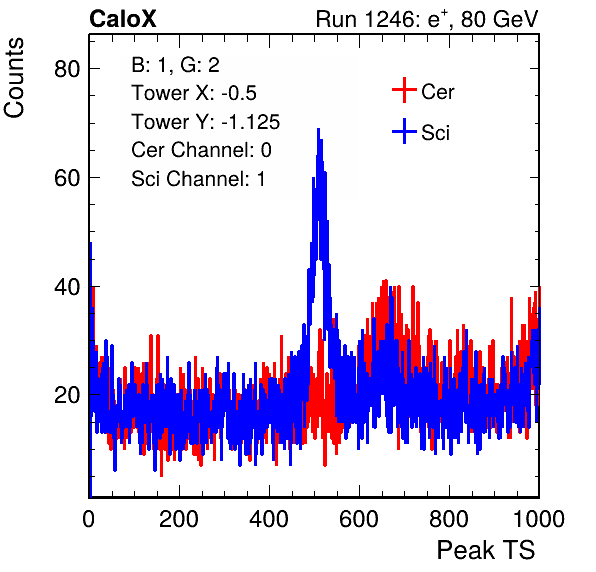 CaloX
Run 1246: e+, 80 GeV
Counts
B: 1, G: 2
Tower X: -0.5
Tower Y: -1.125
Cer Channel: 0
Sci Channel: 1
Cer
Sci
80
60
40
20
0 200 400 600 800 1000
Peak TS